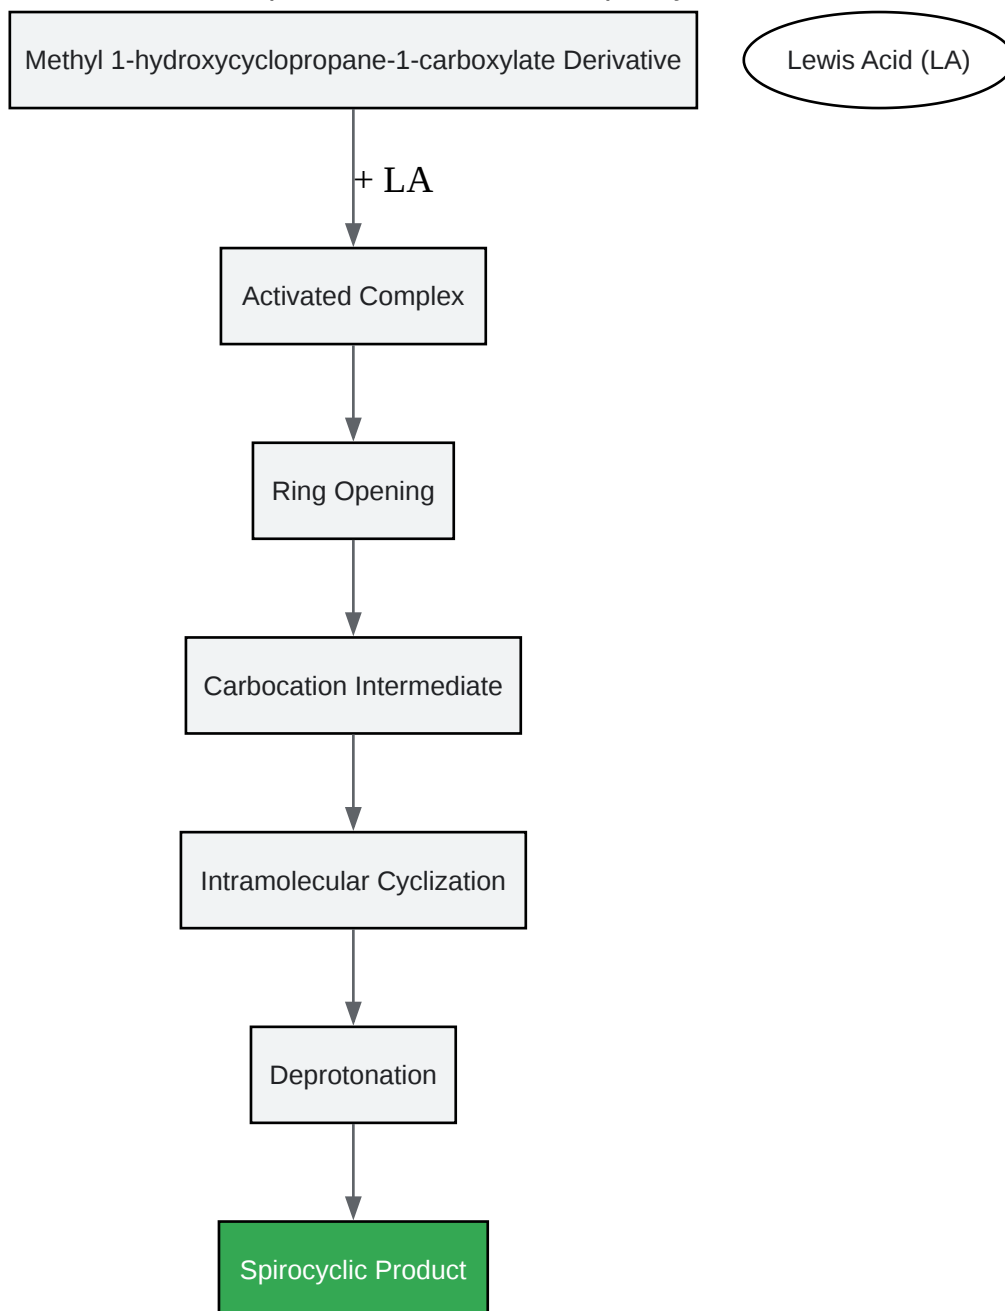 Methyl 1-hydroxycyclopropane-1-carboxylate Derivative
Lewis Acid (LA)
+ LA
Activated Complex
Ring Opening
Carbocation Intermediate
Intramolecular Cyclization
Deprotonation
Spirocyclic Product